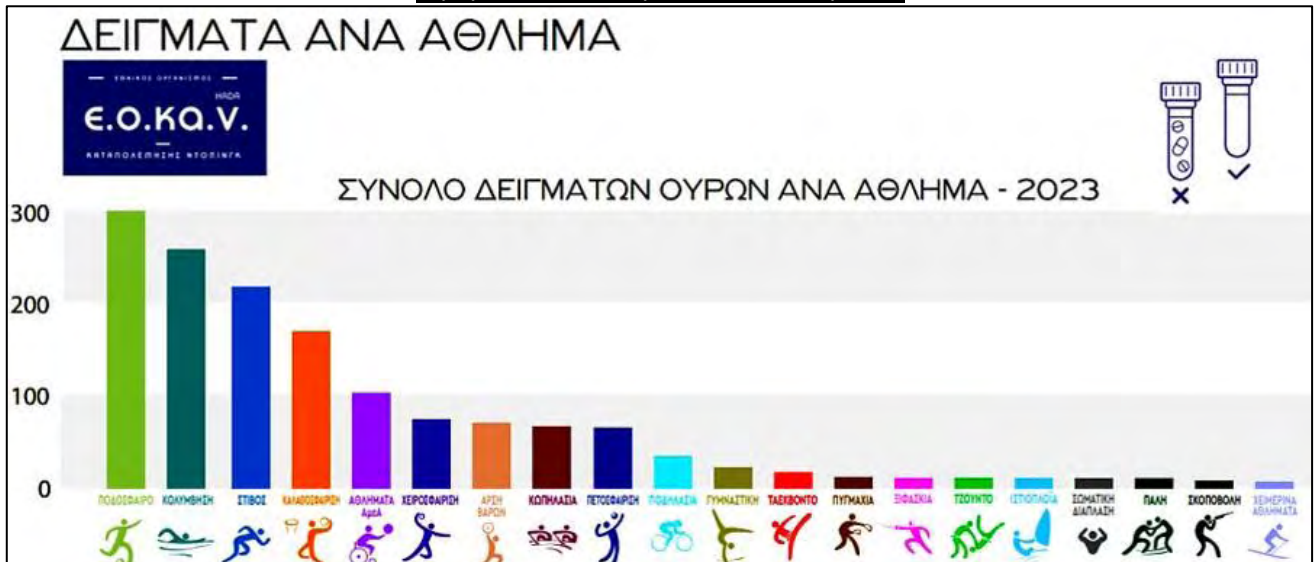 ΔΕΙΓΜΑΤΑ ΑΝΑ ΑΘΛΗΜΑ
ΕΘΝΙΚΟΣ ΟΡΓΑΝΙΣΜΟΣ
HADA
Є.Ο.ΚΑ.Ν.
ΚΑΤΑΠΟΛΕΜΗΣΗΣ ΝΤΟΠΙΝΓΚ
ΣΥΝΟΛΟ ΔΕΙΓΜΑΤΩΝ ΟΥΡΩΝ ΑΝΑ ΑΘΛΗΜΑ - 2023
300
200
100
0
ΠΟΔΟΣΦΑΙΡΟ ΚΟΛΥΜΒΗΣΗ ΣΤΙΒΟΣ ΚΑΛΑΘΟΣΦΑΙΡΙΣΗ ΑΘΛΗΜΑΤΑ ΑμεΑ ΧΕΙΡΟΣΦΑΙΡΙΣΗ ΑΡΣΗ ΒΑΡΩΝ ΚΩΠΗΛΑΣΙΑ ΠΕΤΟΣΦΑΙΡΙΣΗ ΠΟΔΗΛΑΣΙΑ ΓΥΜΝΑΣΤΙΚΗ ΤΑΕΚΒΟΝΤΟ ΠΥΓΜΑΧΙΑ ΞΙΦΑΣΚΙΑ ΤΖΟΥΝΤΟ ΙΣΤΙΟΠΛΟΪΑ ΣΩΜΑΤΙΚΗ ΔΙΑΠΛΑΣΗ ΠΑΛΗ ΣΚΟΠΟΒΟΛΗ ΧΕΙΜΕΡΙΝΑ ΑΘΛΗΜΑΤΑ